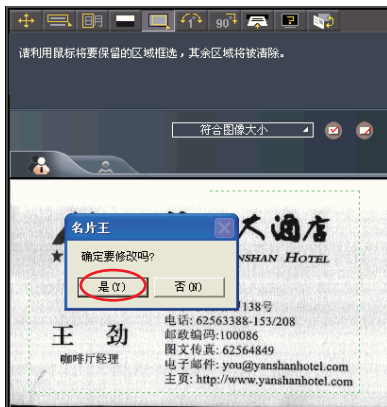 请利用鼠标将要保留的区域框选，其余区域将被清除。
符合图像大小
名片王
确定要修改吗?
是(Y)
否(N)
大酒店
NSHAN HOTEL
138号
电话: 62563388-153/208
邮政编码:100086
图文传真: 62564849
电子邮件: you@yanshanhotel.com
主页: http://www.yanshanhotel.com
王 劲
咖啡厅经理